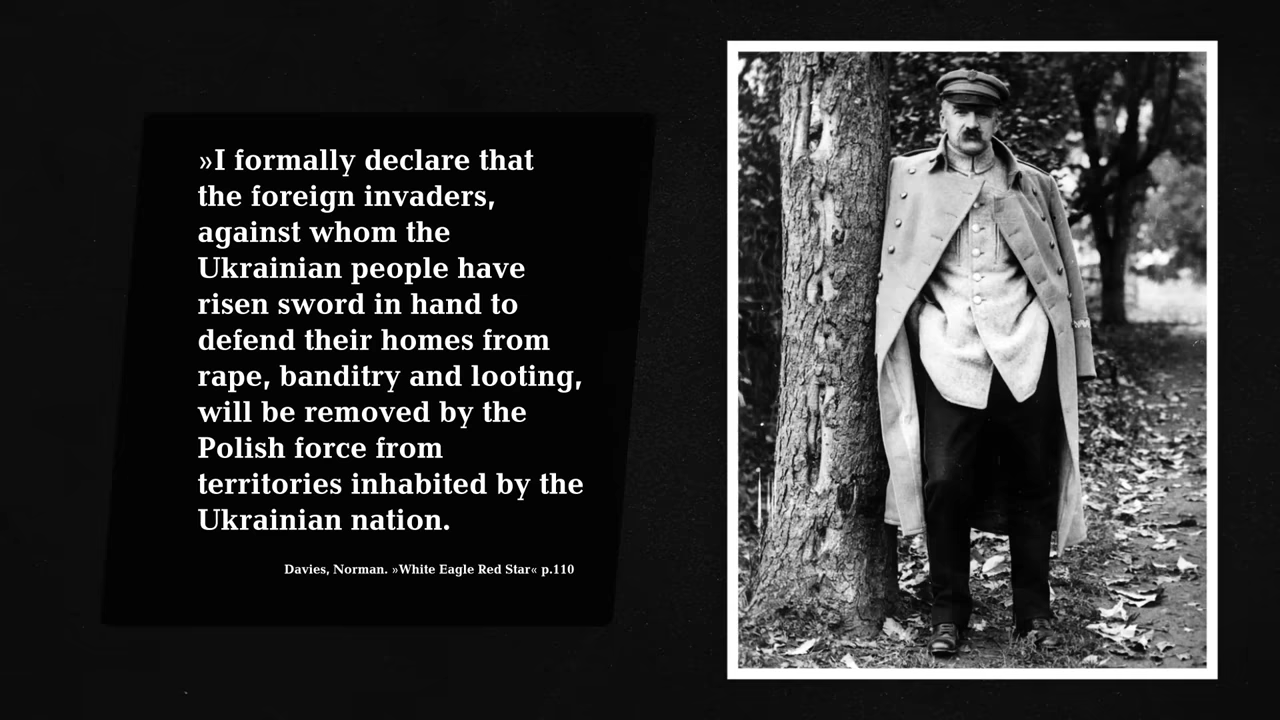 »I formally declare that
the foreign invaders,
against whom the
Ukrainian people have
risen sword in hand to
defend their homes from
rape, banditry and looting,
will be removed by the
Polish force from
territories inhabited by the
Ukrainian nation.
Davies, Norman. »White Eagle Red Star« p.110